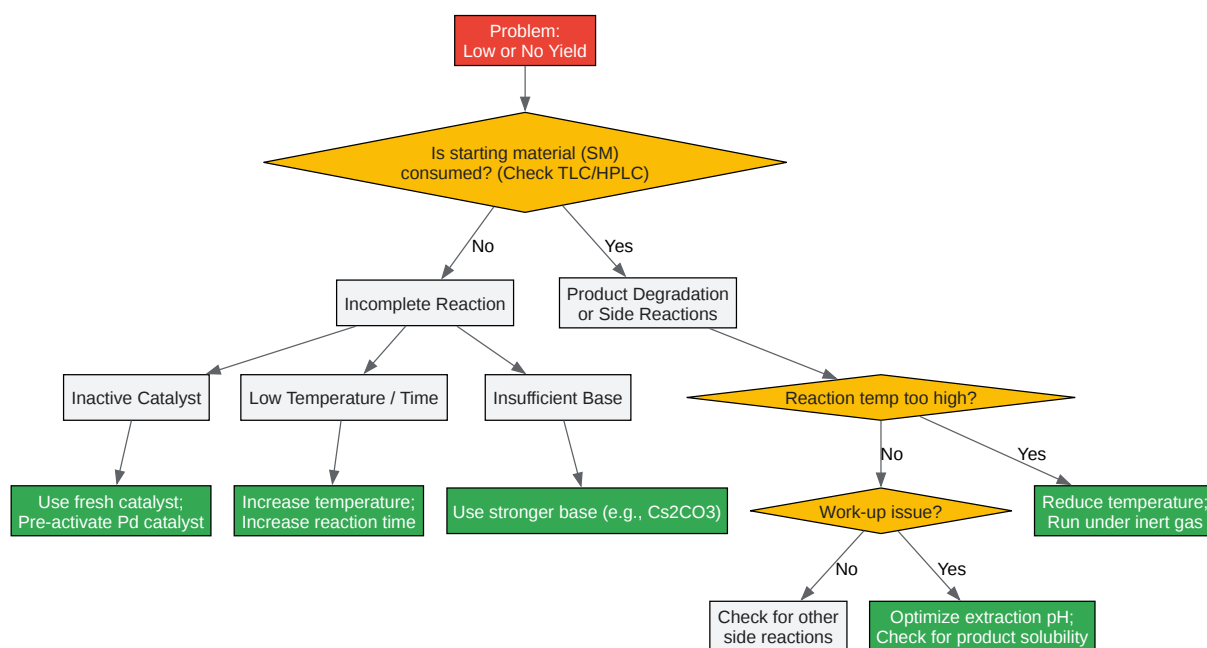 Problem:
Low or No Yield
Is starting material (SM)
consumed? (Check TLC/HPLC)
No
Yes
Incomplete Reaction
Product Degradation
or Side Reactions
Inactive Catalyst
Low Temperature / Time
Insufficient Base
Reaction temp too high?
No
Yes
Use fresh catalyst;
Pre-activate Pd catalyst
Increase temperature;
Increase reaction time
Use stronger base (e.g., Cs2CO3)
Work-up issue?
Reduce temperature;
Run under inert gas
No
Yes
Check for other
side reactions
Optimize extraction pH;
Check for product solubility